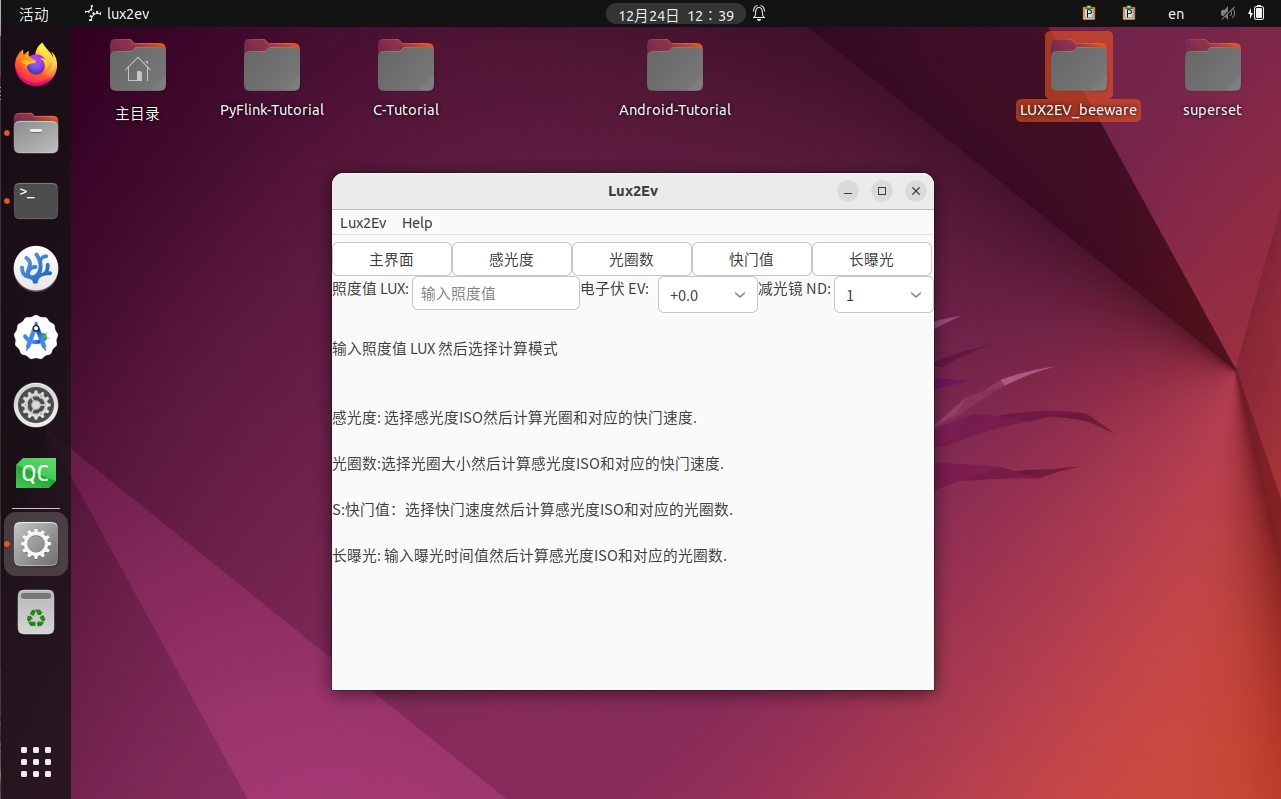 活动 lux2ev 12月24日 12：39 en
主目录 PyFlink-Tutorial C-Tutorial Android-Tutorial LUX2EV_beeware superset
Lux2Ev
Lux2Ev Help
主界面 感光度 光圈数 快门值 长曝光
照度值 LUX: 输入照度值 电子伏 EV: +0.0 减光镜 ND: 1
输入照度值 LUX 然后选择计算模式
感光度: 选择感光度ISO然后计算光圈和对应的快门速度.
光圈数:选择光圈大小然后计算感光度ISO和对应的快门速度.
S:快门值：选择快门速度然后计算感光度ISO和对应的光圈数.
长曝光: 输入曝光时间值然后计算感光度ISO和对应的光圈数.
>_
QC